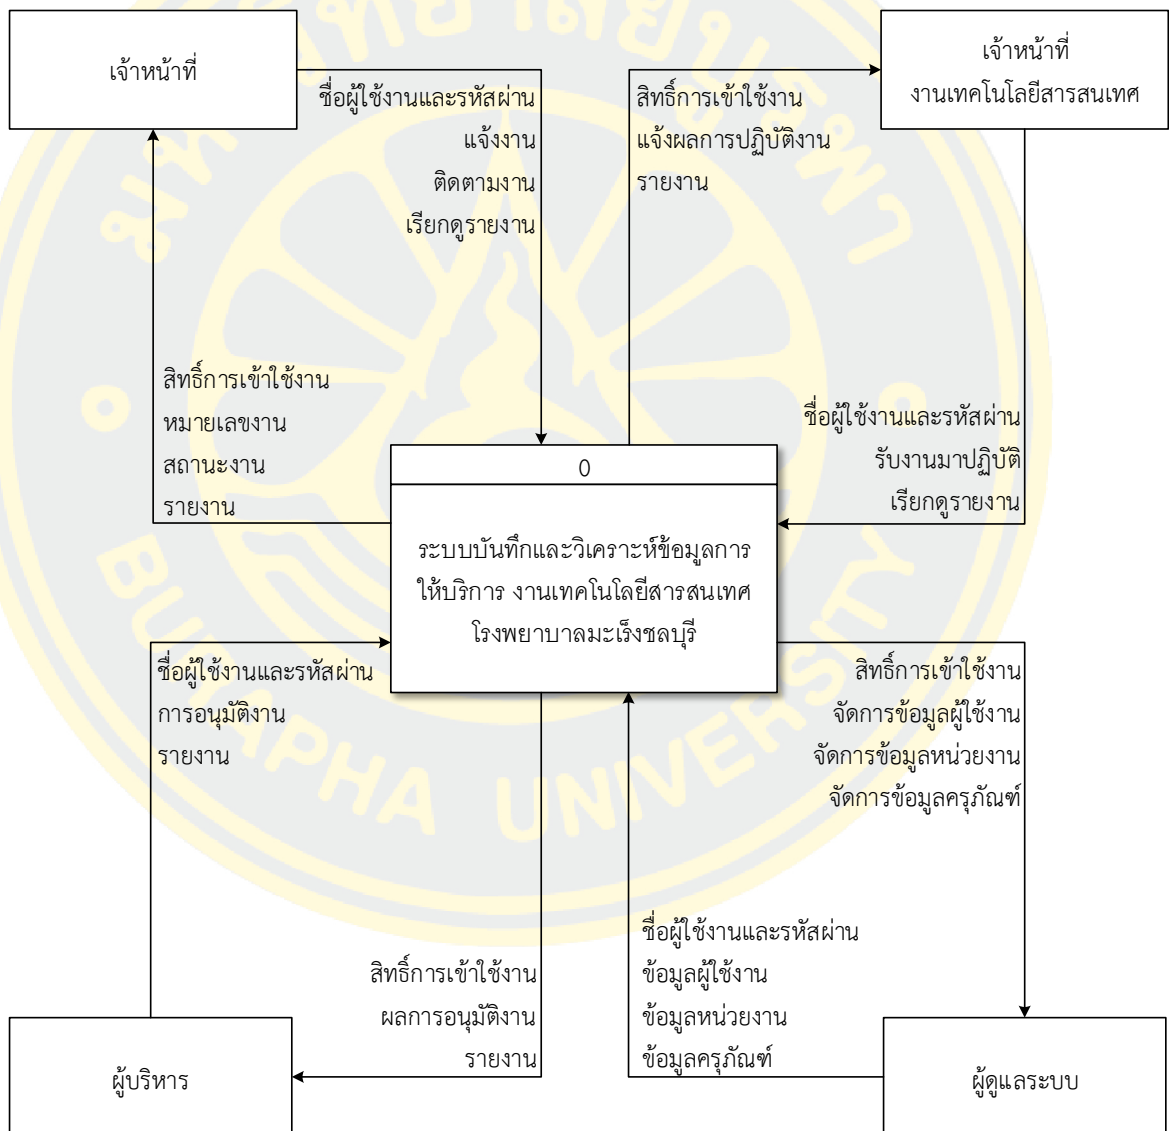 เจ้าหน้าที่
เจ้าหน้าที่
งานเทคโนโลยีสารสนเทศ
ชื่อผู้ใช้งานและรหัสผ่าน
แจ้งงาน
ติดตามงาน
เรียกดูรายงาน
สิทธิ์การเข้าใช้งาน
แจ้งผลการปฏิบัติงาน
รายงาน
สิทธิ์การเข้าใช้งาน
หมายเลขงาน
สถานะงาน
รายงาน
ชื่อผู้ใช้งานและรหัสผ่าน
รับงานมาปฏิบัติ
เรียกดูรายงาน
0
ระบบบันทึกและวิเคราะห์ข้อมูลการ
ให้บริการ งานเทคโนโลยีสารสนเทศ
โรงพยาบาลมะเร็งชลบุรี
ชื่อผู้ใช้งานและรหัสผ่าน
การอนุมัติงาน
รายงาน
สิทธิ์การเข้าใช้งาน
จัดการข้อมูลผู้ใช้งาน
จัดการข้อมูลหน่วยงาน
จัดการข้อมูลครุภัณฑ์
สิทธิ์การเข้าใช้งาน
ผลการอนุมัติงาน
รายงาน
ชื่อผู้ใช้งานและรหัสผ่าน
ข้อมูลผู้ใช้งาน
ข้อมูลหน่วยงาน
ข้อมูลครุภัณฑ์
ผู้บริหาร
ผู้ดูแลระบบ
มหาวิทยาลัยบูรพา
BURAPHA UNIVERSITY